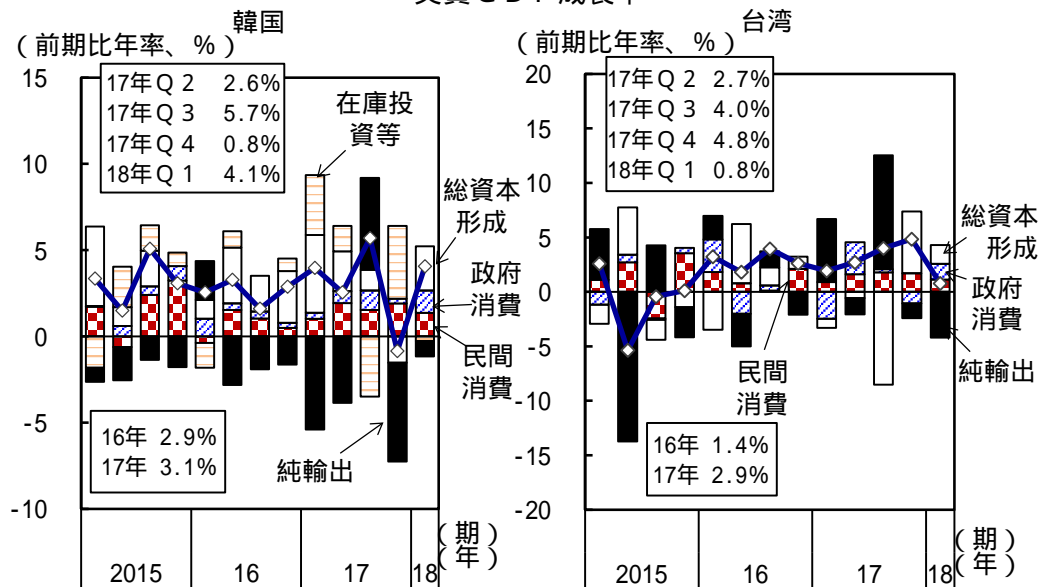 韓国
(前期比年率、%)
15
10
5
0
-5
-10
17年Q2 2.6%
17年Q3 5.7%
17年Q4 0.8%
18年Q1 4.1%
在庫投
資等
総資本
形成
政府
消費
民間
消費
純輸出
16年 2.9%
17年 3.1%
(期)
(年)
2015 16 17 18
台湾
(前期比年率、%)
20
15
10
5
0
-5
-10
-15
-20
17年Q2 2.7%
17年Q3 4.0%
17年Q4 4.8%
18年Q1 0.8%
総資本
形成
政府
消費
純輸出
民間
消費
16年 1.4%
17年 2.9%
(期)
(年)
2015 16 17 18